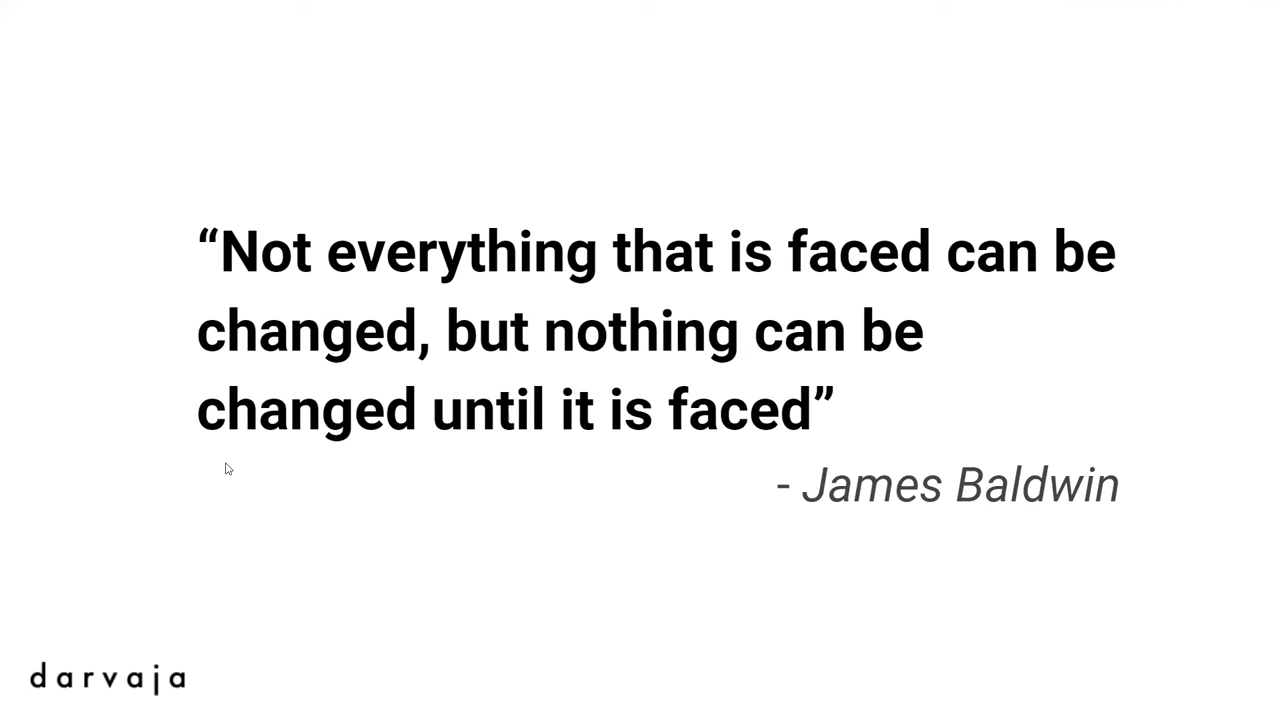 “Not everything that is faced can be
changed, but nothing can be
changed until it is faced”
- James Baldwin
darvaja